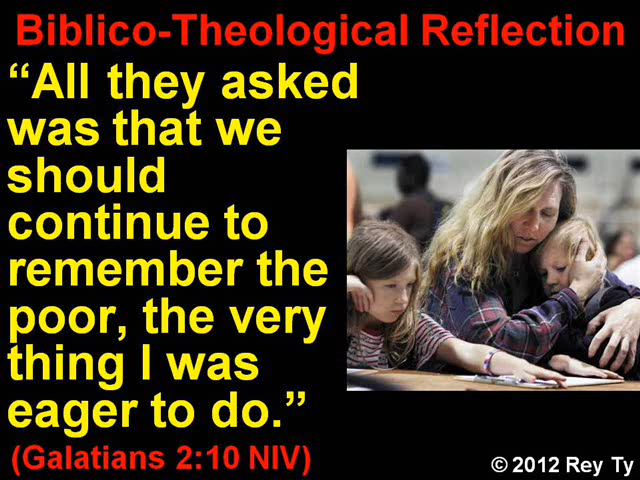 Biblico-Theological Reflection
“All they asked
was that we
should
continue to
remember the
poor, the very
thing I was
eager to do.”
(Galatians 2:10 NIV)
© 2012 Rey Ty